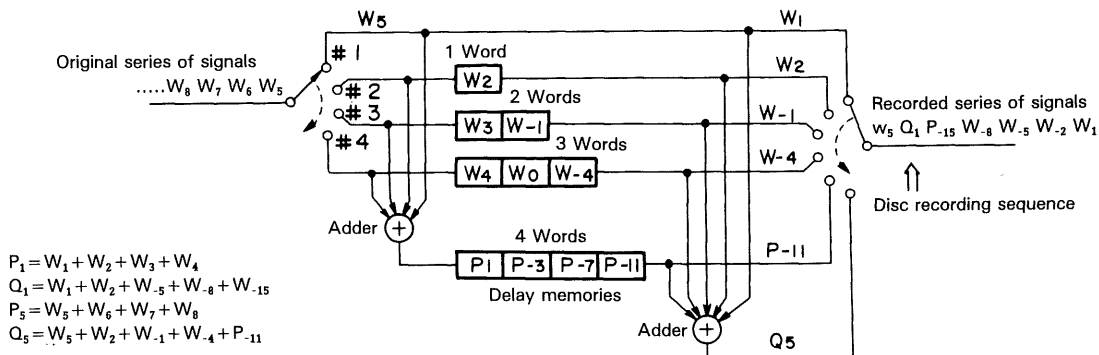 W5
W1
Original series of signals
.....W8 W7 W6 W5
#1
#2
#3
#4
1 Word
W2
W2
2 Words
W3 W-1
W-1
3 Words
W4 W0 W-4
W-4
Recorded series of signals
w5 Q1 P-15 W-8 W-5 W-2 W1
Disc recording sequence
Adder
+
4 Words
P1 P-3 P-7 P-11
P-11
Delay memories
Adder
+
Q5
P1=W1+W2+W3+W4
Q1=W1+W2+W-5+W-8+W-15
P5=W5+W6+W7+W8
Q5=W5+W2+W-1+W-4+P-11